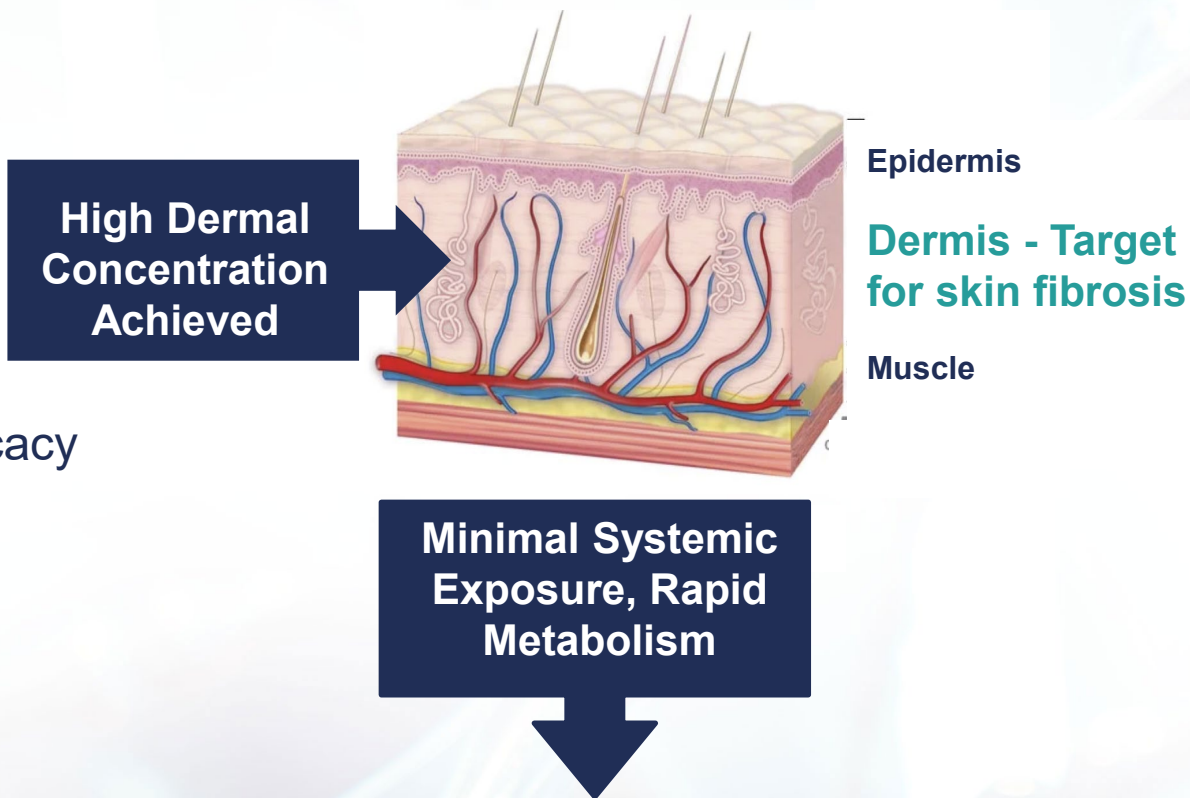 Epidermis
High Dermal
Concentration
Achieved
Dermis - Target
for skin fibrosis
Muscle
cacy
Minimal Systemic
Exposure, Rapid
Metabolism